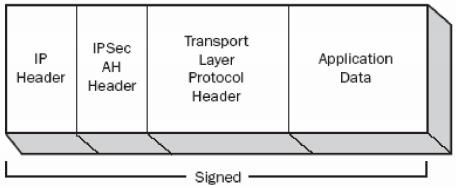 IP
Header
IPSec
AH
Header
Transport
Layer
Protocol
Header
Application
Data
Signed